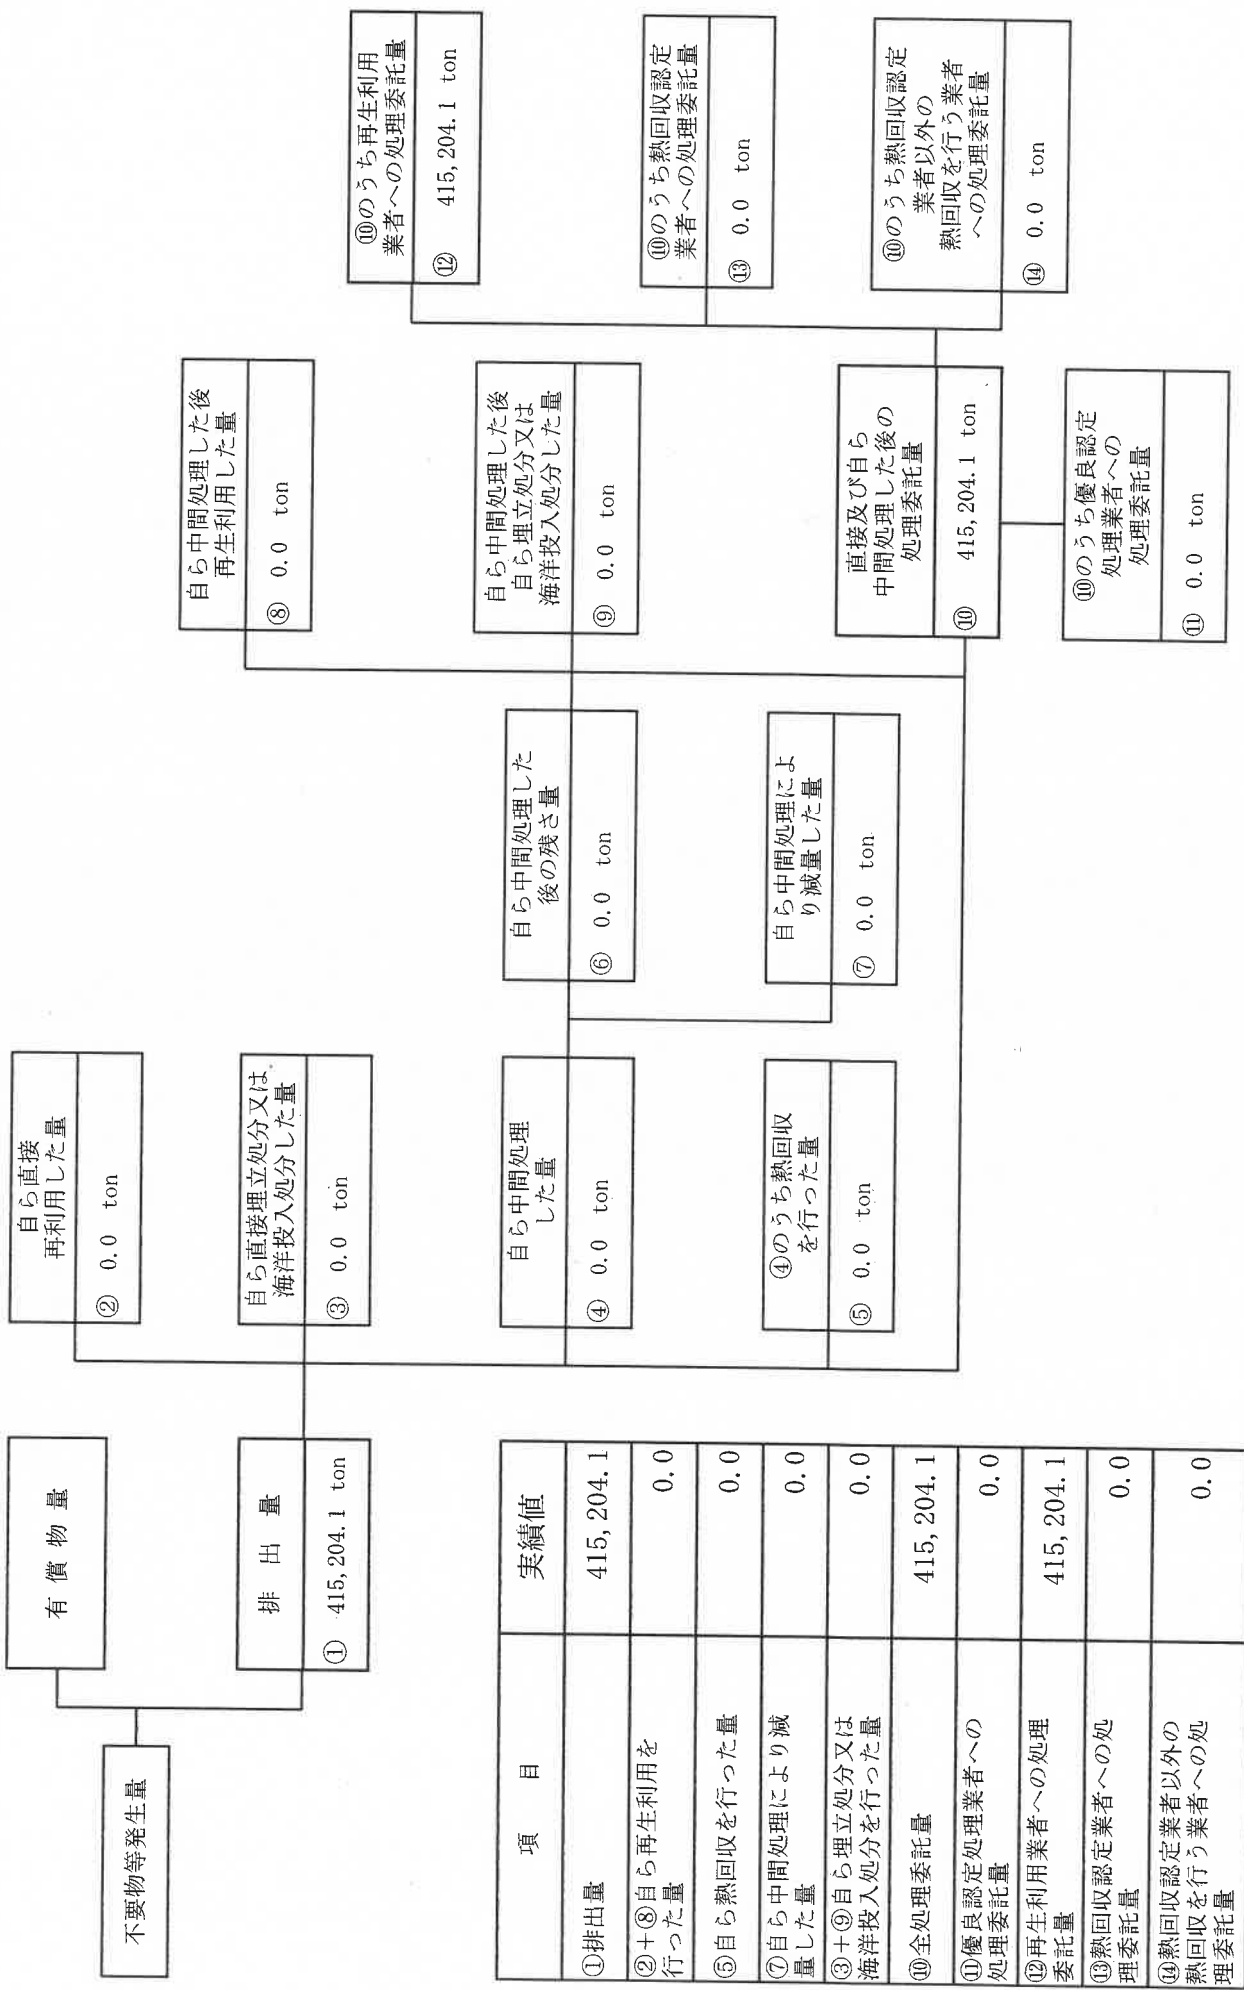 不要物等発生量
有償物量
排出量
① 415,204.1 ton
自ら直接
再利用した量
② 0.0 ton
自ら直接埋立処分又は
海洋投入処分した量
③ 0.0 ton
自ら中間処理
した量
④ 0.0 ton
④のうち熱回収
を行った量
⑤ 0.0 ton
自ら中間処理した
後の残さ量
⑥ 0.0 ton
自ら中間処理によ
り減量した量
⑦ 0.0 ton
自ら中間処理した後
再生利用した量
⑧ 0.0 ton
自ら中間処理した後
自ら埋立処分又は
海洋投入処分した量
⑨ 0.0 ton
直接及び自ら
中間処理した後の
処理委託量
⑩ 415,204.1 ton
⑩のうち優良認定
処理業者への
処理委託量
⑪ 0.0 ton
⑩のうち再生利用
業者への処理委託量
⑫ 415,204.1 ton
⑩のうち熱回収認定
業者への処理委託量
⑬ 0.0 ton
⑩のうち熱回収認定
業者以外の
熱回収を行う業者
への処理委託量
⑭ 0.0 ton
項目 実績値
①排出量 415,204.1
②+⑧自ら再生利用を
行った量 0.0
⑤自ら熱回収を行った量 0.0
⑦自ら中間処理により減
量した量 0.0
③+⑨自ら埋立処分又は
海洋投入処分を行った量 0.0
⑩全処理委託量 415,204.1
⑪優良認定処理業者への
処理委託量 0.0
⑫再生利用業者への処理
委託量 415,204.1
⑬熱回収認定業者への処
理委託量 0.0
⑭熱回収認定業者以外の
熱回収を行う業者への処
理委託量 0.0